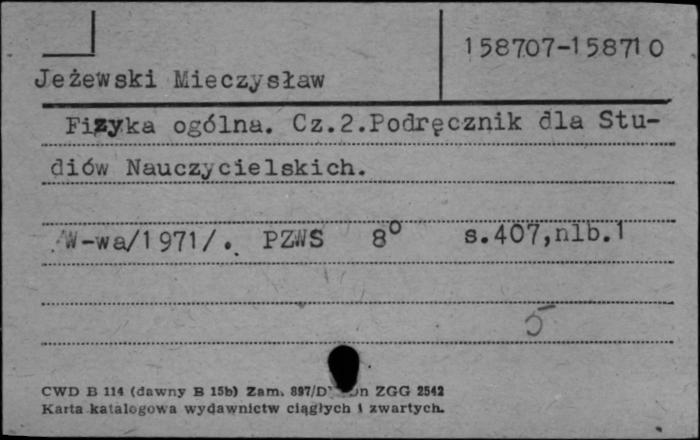 158707-158710
Jeżewski Mieczysław
Fizyka ogólna. Cz.2.Podręcznik dla Stu-
diów Nauczycielskich.
W-wa/1971/. PZWS 8° s.407,nlb.1
5
CWD B 114 (dawny B 15b) Zam. 897/D ZGG 2542
Karta katalogowa wydawnictw ciągłych i zwartych.